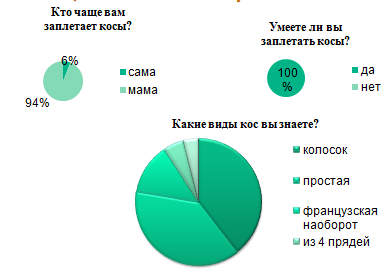 Кто чаще вам
заплетает косы?
6%
94%
сама
мама
Умеете ли вы
заплетать косы?
100
%
да
нет
Какие виды кос вы знаете?
колосок
простая
французская
наоборот
из 4 прядей